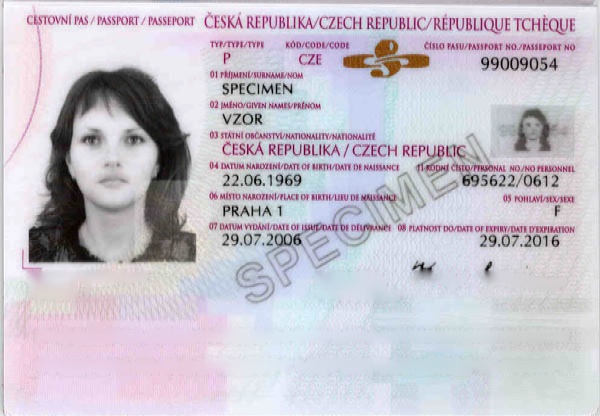 CESTOVNÍ PAS / PASSPORT / PASSEPORT ČESKÁ REPUBLIKA/CZECH REPUBLIC/RÉPUBLIQUE TCHÈQUE
TYP/TYPE/TYPE KÓD/CODE/CODE ČÍSLO PASU/PASSPORT NO./PASSEPORT NO
P CZE 99009054
01 PŘÍJMENÍ/SURNAME/NOM
SPECIMEN
02 JMÉNO/GIVEN NAMES/PRÉNOM
VZOR
03 STÁTNÍ OBČANSTVÍ/NATIONALITY/NATIONALITÉ
ČESKÁ REPUBLIKA / CZECH REPUBLIC
04 DATUM NAROZENÍ/DATE OF BIRTH/DATE DE NAISSANCE 11 RODNÉ ČÍSLO/PERSONAL NO./NO PERSONNEL
22.06.1969 695622/0612
06 MÍSTO NAROZENÍ/PLACE OF BIRTH/LIEU DE NAISSANCE 05 POHLAVÍ/SEX/SEXE
PRAHA 1 F
07 DATUM VYDÁNÍ/DATE OF ISSUE/DATE DE DÉLIVRANCE 08 PLATNOST DO/DATE OF EXPIRY/DATE D'EXPIRATION
29.07.2006 29.07.2016
SPECIMEN